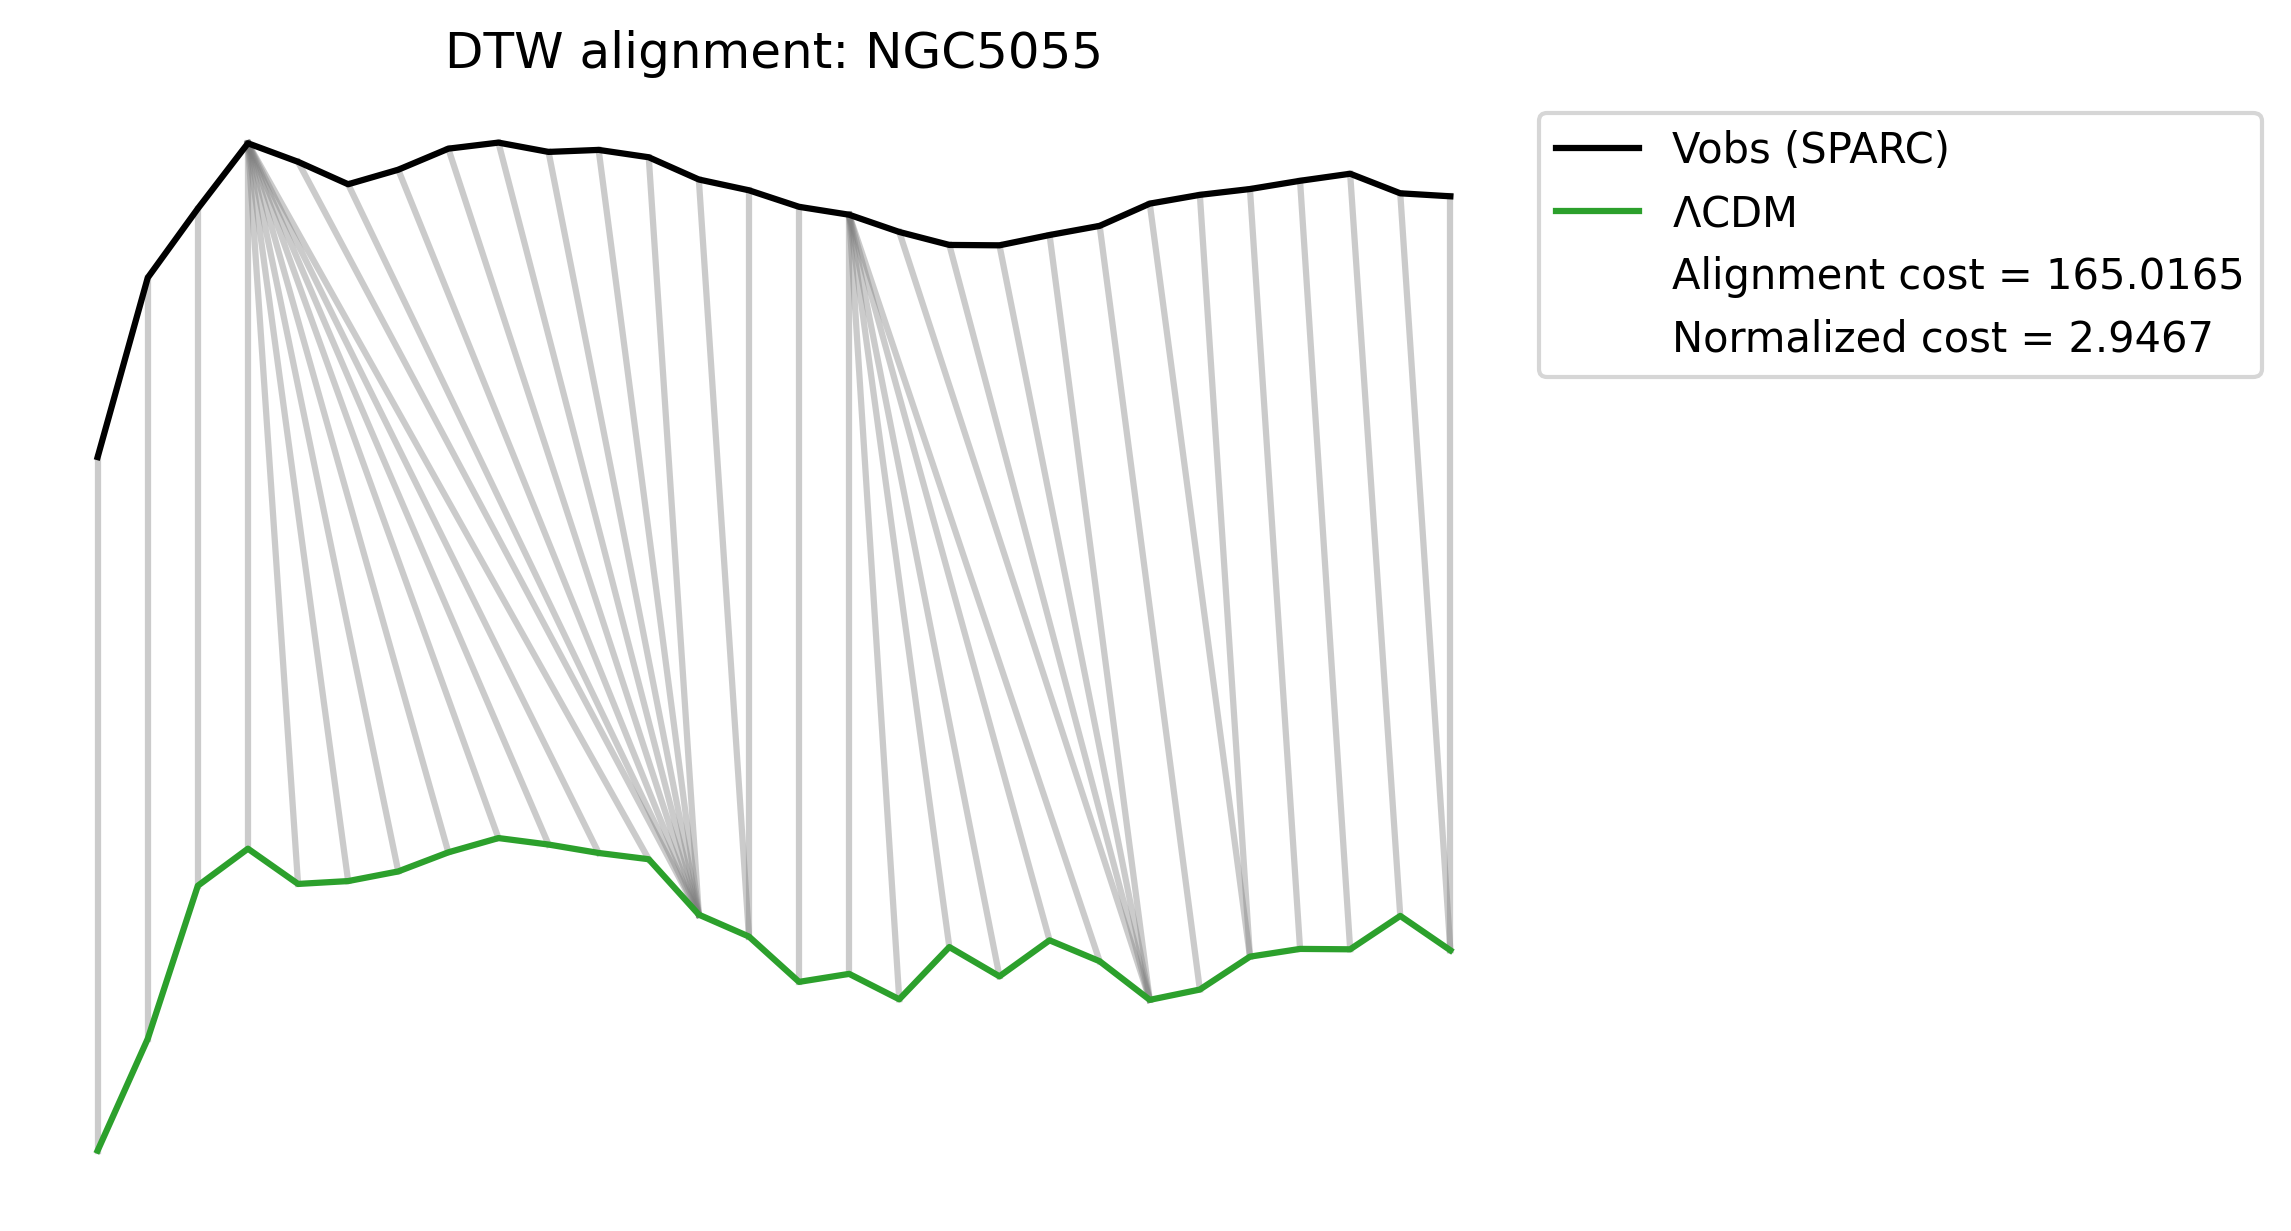 DTW alignment: NGC5055
Vobs (SPARC)
ΛCDM
Alignment cost = 165.0165
Normalized cost = 2.9467